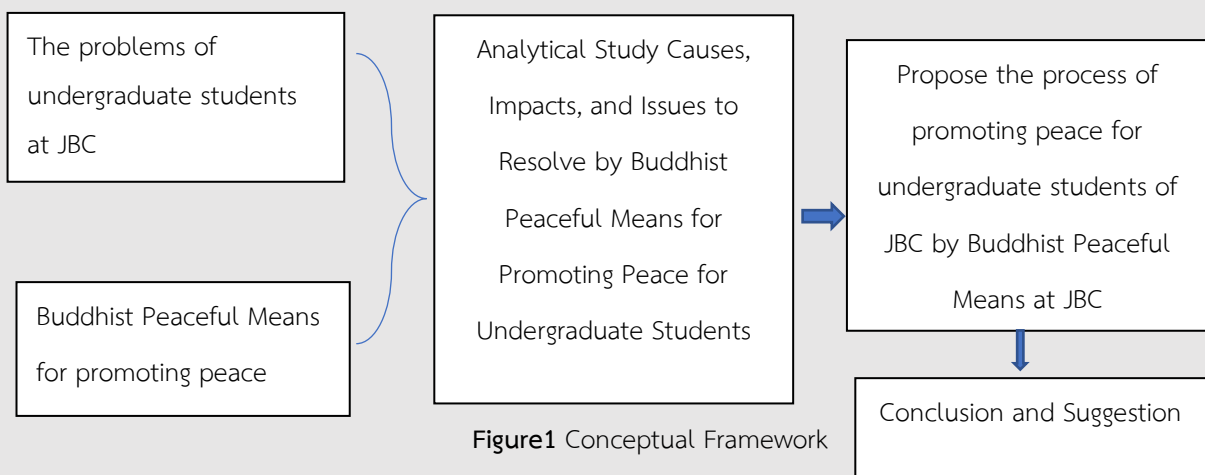 The problems of
undergraduate students
at JBC
Buddhist Peaceful Means
for promoting peace
Analytical Study Causes,
Impacts, and Issues to
Resolve by Buddhist
Peaceful Means for
Promoting Peace for
Undergraduate Students
Propose the process of
promoting peace for
undergraduate students of
JBC by Buddhist Peaceful
Means at JBC
Conclusion and Suggestion
Figure1 Conceptual Framework